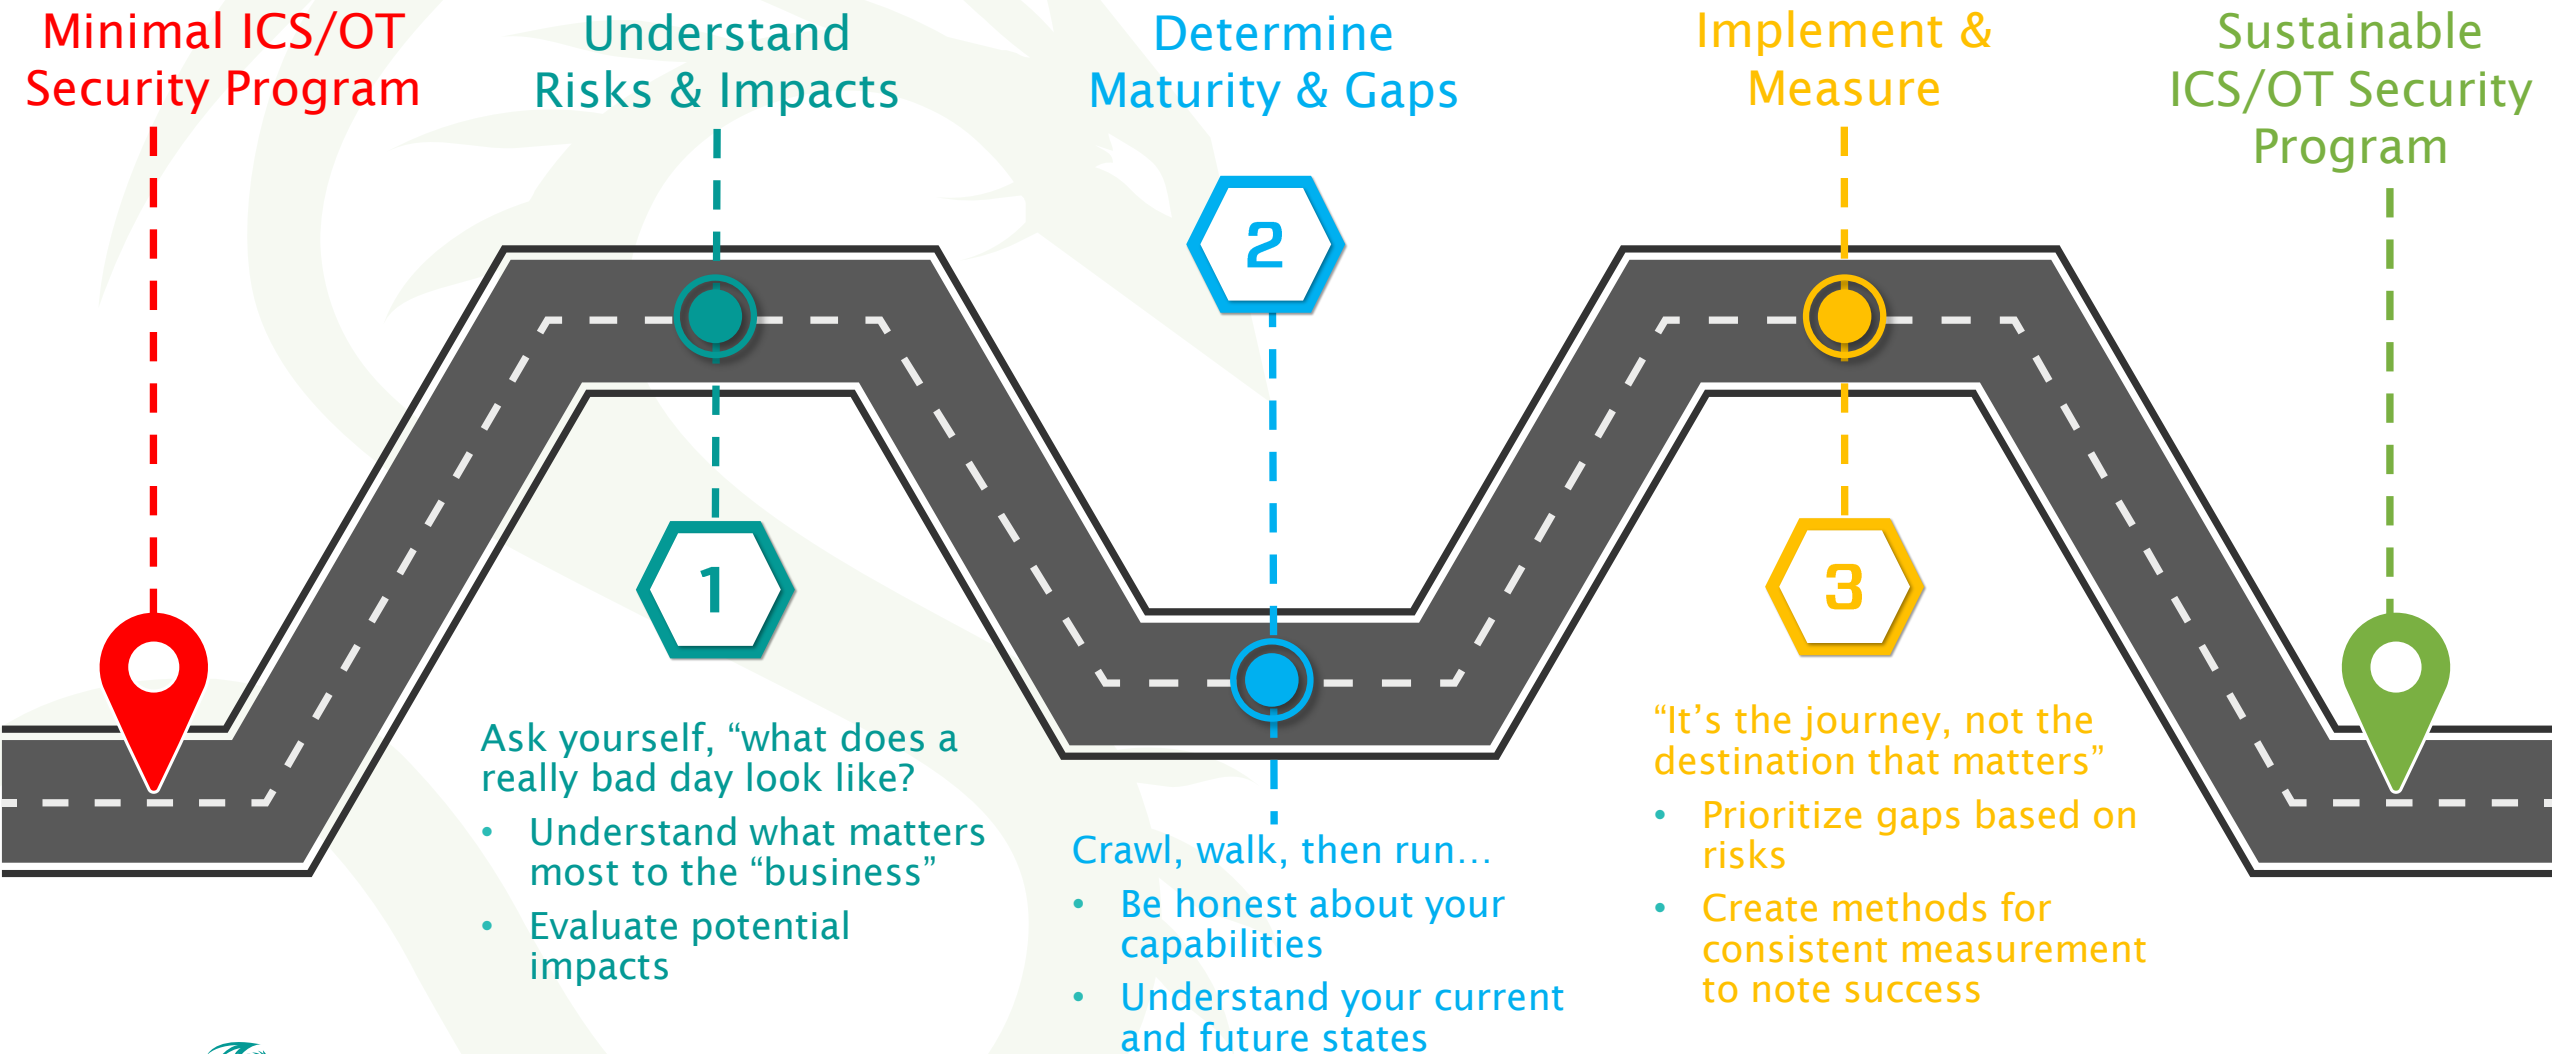 Minimal ICS/OT
Security Program
Understand
Risks & Impacts
Determine
Maturity & Gaps
Implement &
Measure
Sustainable
ICS/OT Security
Program
1
Ask yourself, “what does a
really bad day look like?
• Understand what matters
most to the “business”
• Evaluate potential
impacts
2
Crawl, walk, then run…
• Be honest about your
capabilities
• Understand your current
and future states
3
“It’s the journey, not the
destination that matters”
• Prioritize gaps based on
risks
• Create methods for
consistent measurement
to note success